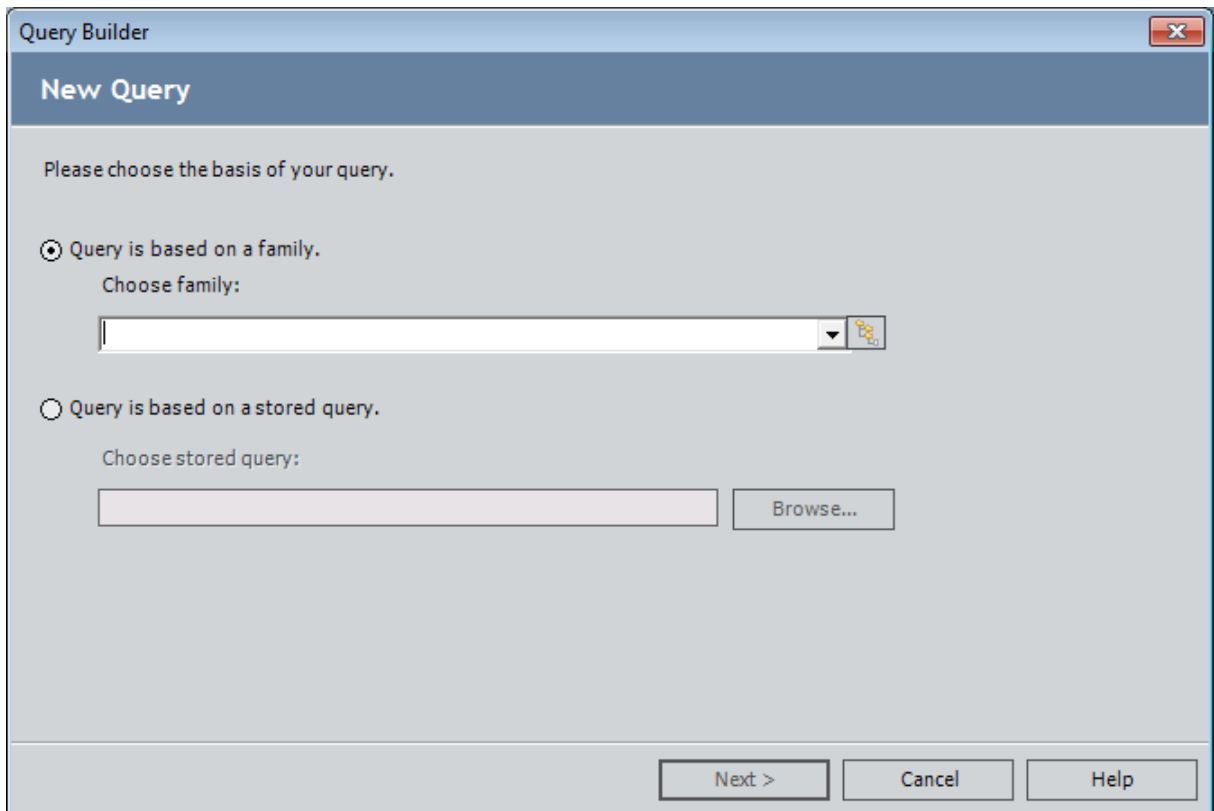 Query Builder
New Query
Please choose the basis of your query.
Query is based on a family.
Choose family:
Query is based on a stored query.
Choose stored query:
Browse...
Next > Cancel Help